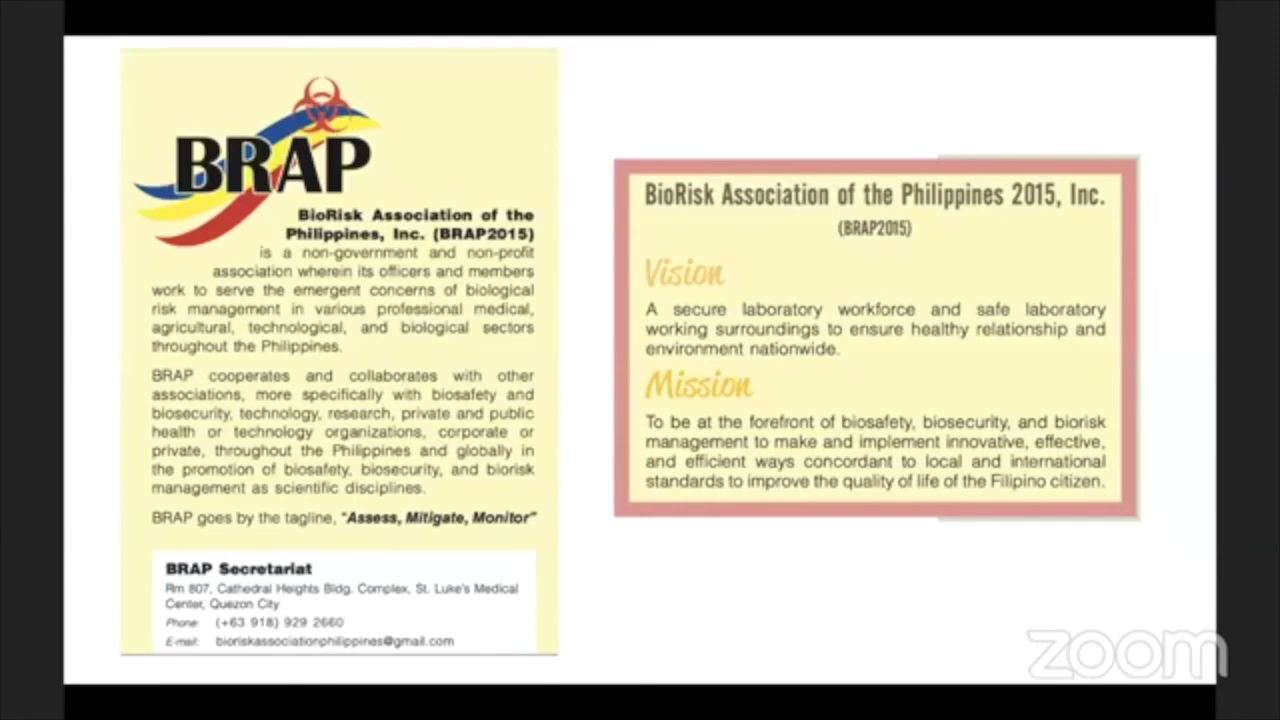 BRAP
BioRisk Association of the
Philippines, Inc. (BRAP2015)
is a non-government and non-profit
association wherein its officers and members
work to serve the emergent concerns of biological
risk management in various professional medical,
agricultural, technological, and biological sectors
throughout the Philippines.
BRAP cooperates and collaborates with other
associations, more specifically with biosafety and
biosecurity, technology, research, private and public
health or technology organizations, corporate or
private, throughout the Philippines and globally in
the promotion of biosafety, biosecurity, and biorisk
management as scientific disciplines.
BRAP goes by the tagline, "Assess, Mitigate, Monitor"
BRAP Secretariat
Rm 807, Cathedral Heights Bldg. Complex, St. Luke's Medical
Center, Quezon City
Phone: (+63 918) 929 2660
E-mail: bioriskassociationphilippines@gmail.com
BioRisk Association of the Philippines 2015, Inc.
(BRAP2015)
Vision
A secure laboratory workforce and safe laboratory
working surroundings to ensure healthy relationship and
environment nationwide.
Mission
To be at the forefront of biosafety, biosecurity, and biorisk
management to make and implement innovative, effective,
and efficient ways concordant to local and international
standards to improve the quality of life of the Filipino citizen.
zoom